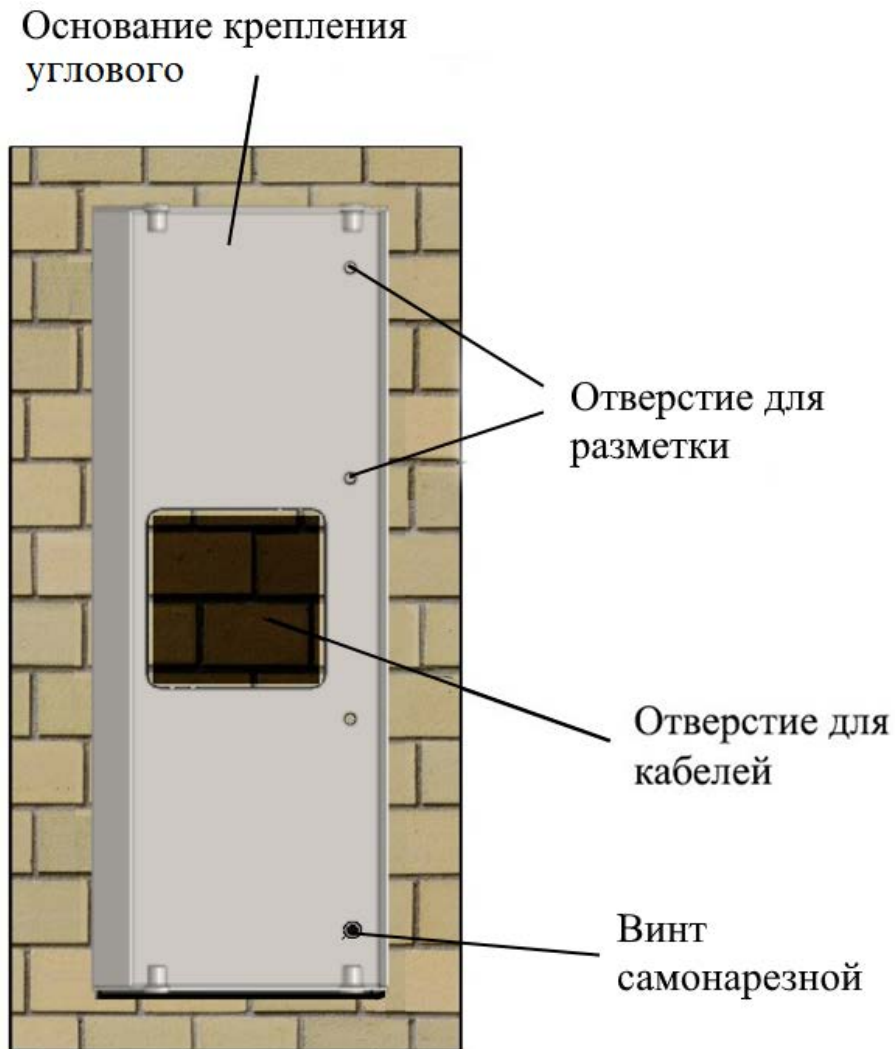 Основание крепления
углового
Отверстие для
разметки
Отверстие для
кабелей
Винт
самонарезной